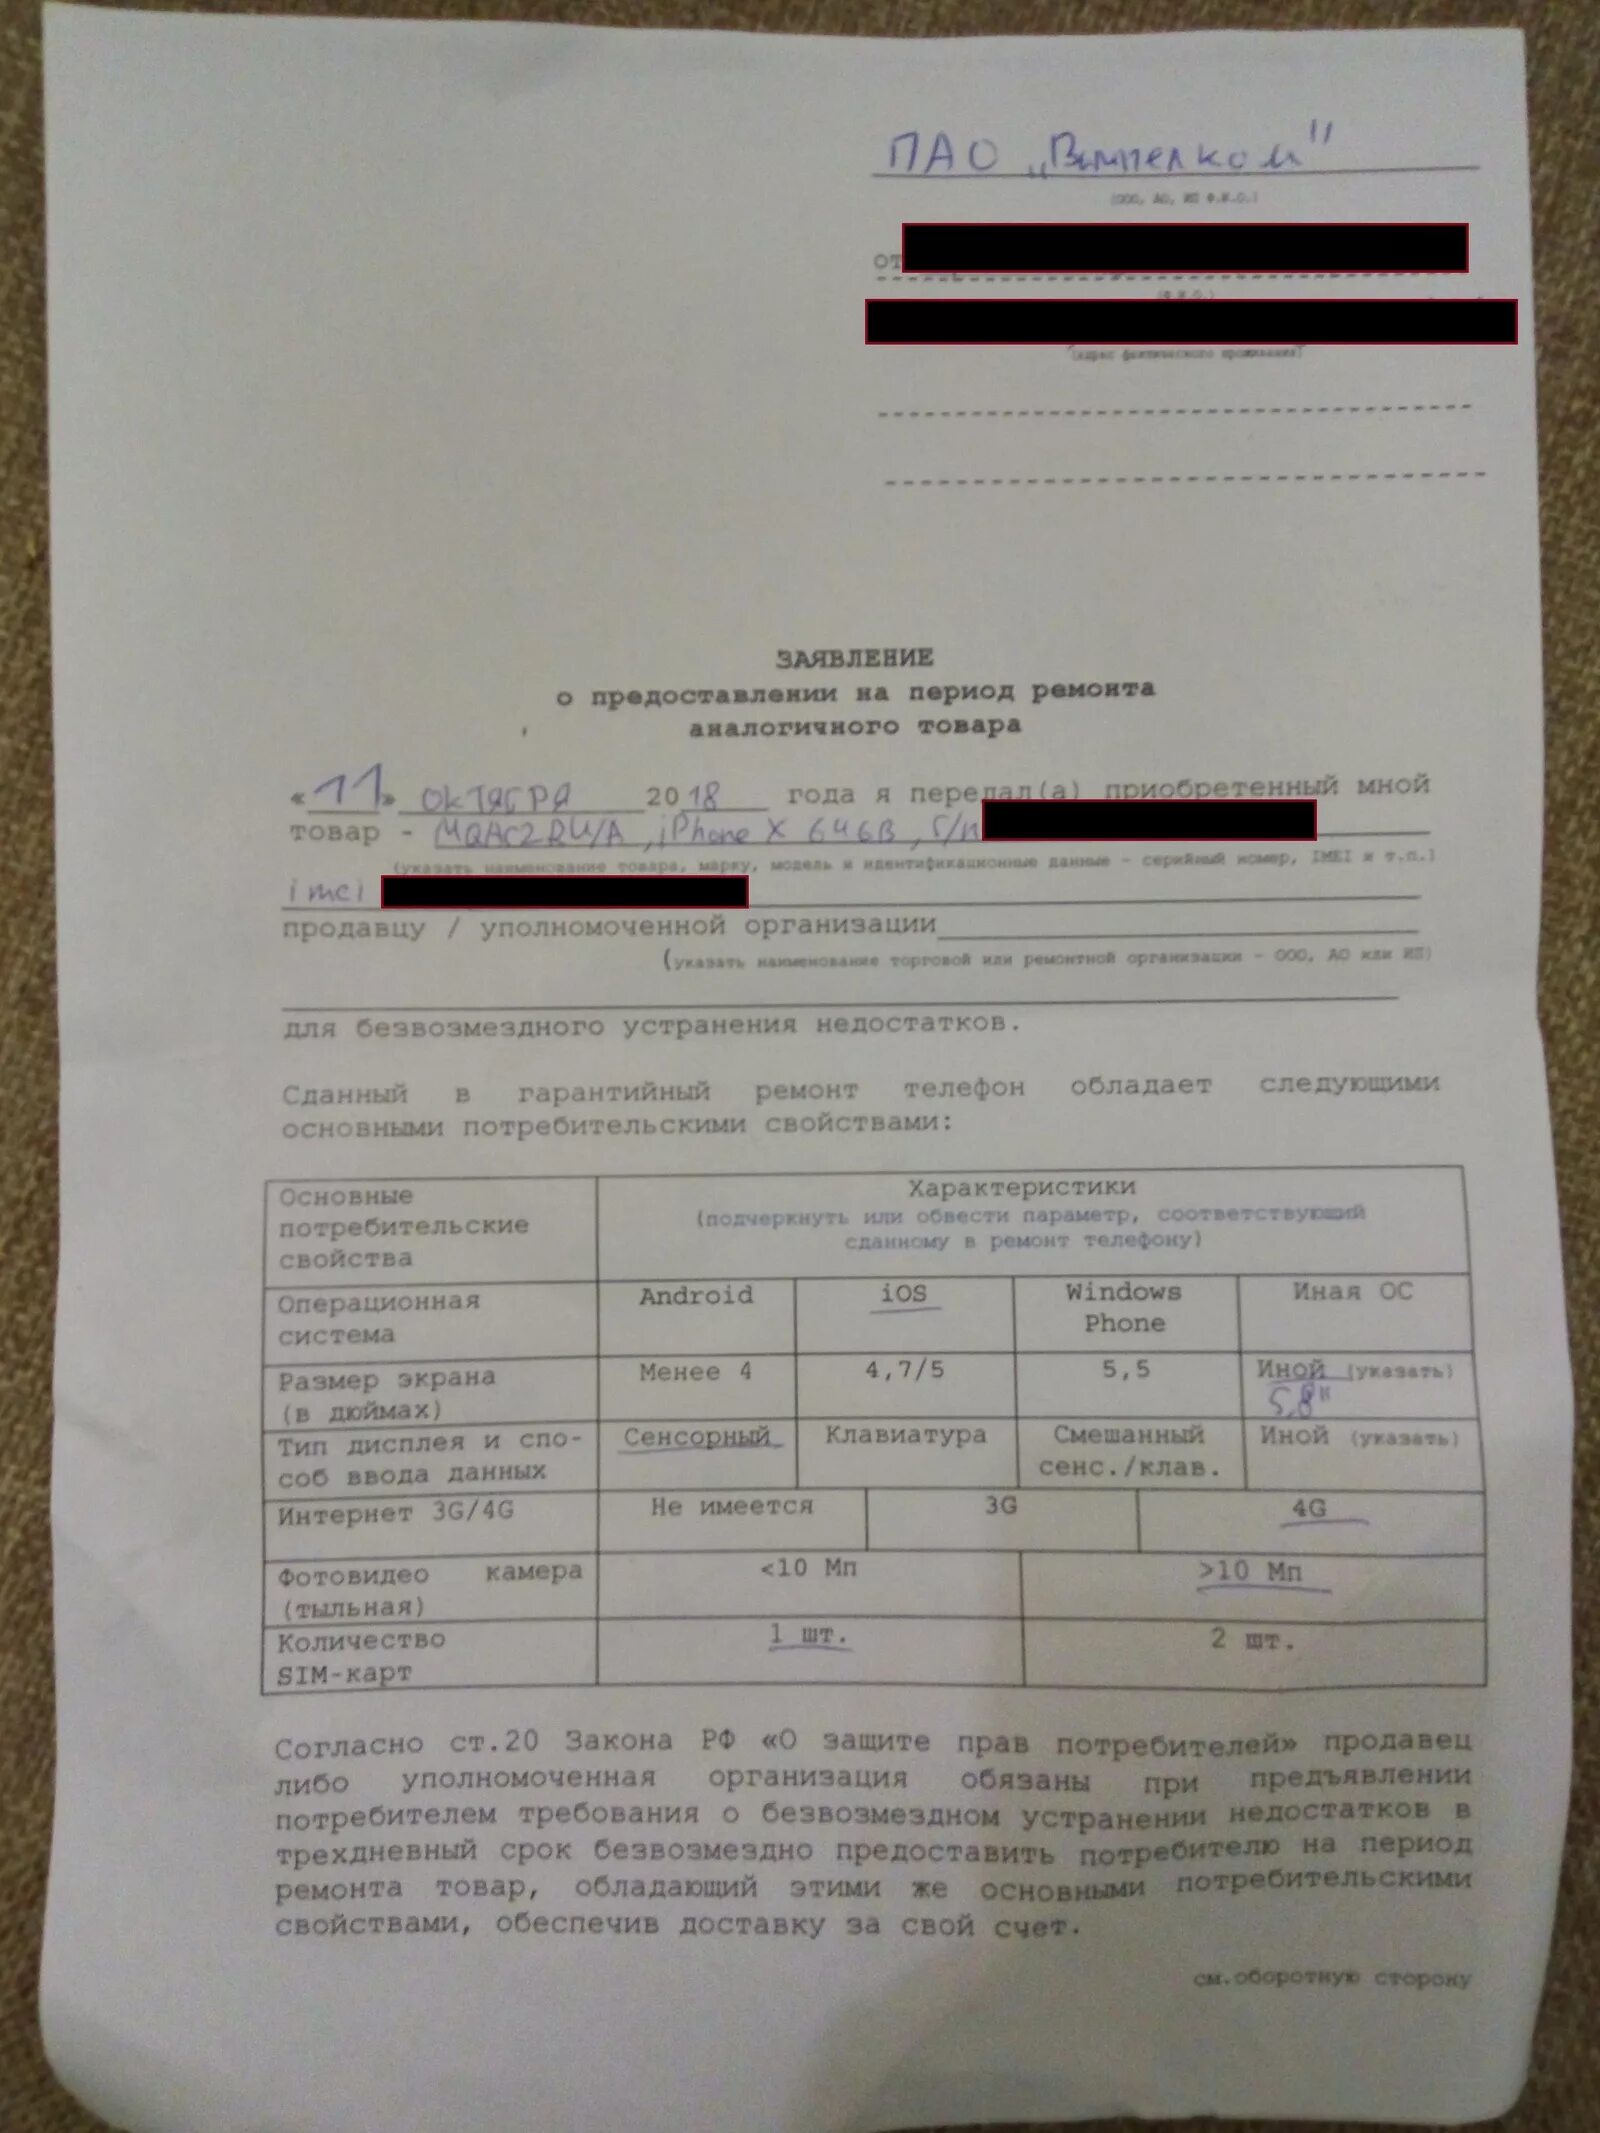 ПАО „Вымпелком"
(ООО, АО, ИП Ф.И.О.)
от
(Ф.И.О.)
(адрес фактического проживания)
ЗАЯВЛЕНИЕ
о предоставлении на период ремонта
аналогичного товара
«11» октября 2018 года я передал(а) приобретенный мной
товар - MQAC2RU/A, iPhone X 64GB, s/n
(указать наименование товара, марку, модель и идентификационные данные - серийный номер, IMEI и т.п.)
imei
продавцу / уполномоченной организации
(указать наименование торговой или ремонтной организации - ООО, АО или ИП)
для безвозмездного устранения недостатков.
Сданный в гарантийный ремонт телефон обладает следующими
основными потребительскими свойствами:
Основные потребительские свойства
Характеристики
(подчеркнуть или обвести параметр, соответствующий
сданному в ремонт телефону)
Операционная система Android iOS Windows Phone Иная ОС
Размер экрана (в дюймах) Менее 4 4,7/5 5,5 Иной (указать) 5,8"
Тип дисплея и спо-соб ввода данных Сенсорный Клавиатура Смешанный сенс./клав. Иной (указать)
Интернет 3G/4G Не имеется 3G 4G
Фотовидео камера (тыльная) <10 Мп >10 Мп
Количество SIM-карт 1 шт. 2 шт.
Согласно ст.20 Закона РФ «О защите прав потребителей» продавец
либо уполномоченная организация обязаны при предъявлении
потребителем требования о безвозмездном устранении недостатков в
трехдневный срок безвозмездно предоставить потребителю на период
ремонта товар, обладающий этими же основными потребительскими
свойствами, обеспечив доставку за свой счет.
см.оборотную сторону